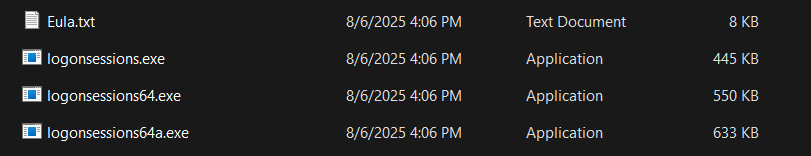 Eula.txt 8/6/2025 4:06 PM Text Document 8 KB
logonsessions.exe 8/6/2025 4:06 PM Application 445 KB
logonsessions64.exe 8/6/2025 4:06 PM Application 550 KB
logonsessions64a.exe 8/6/2025 4:06 PM Application 633 KB